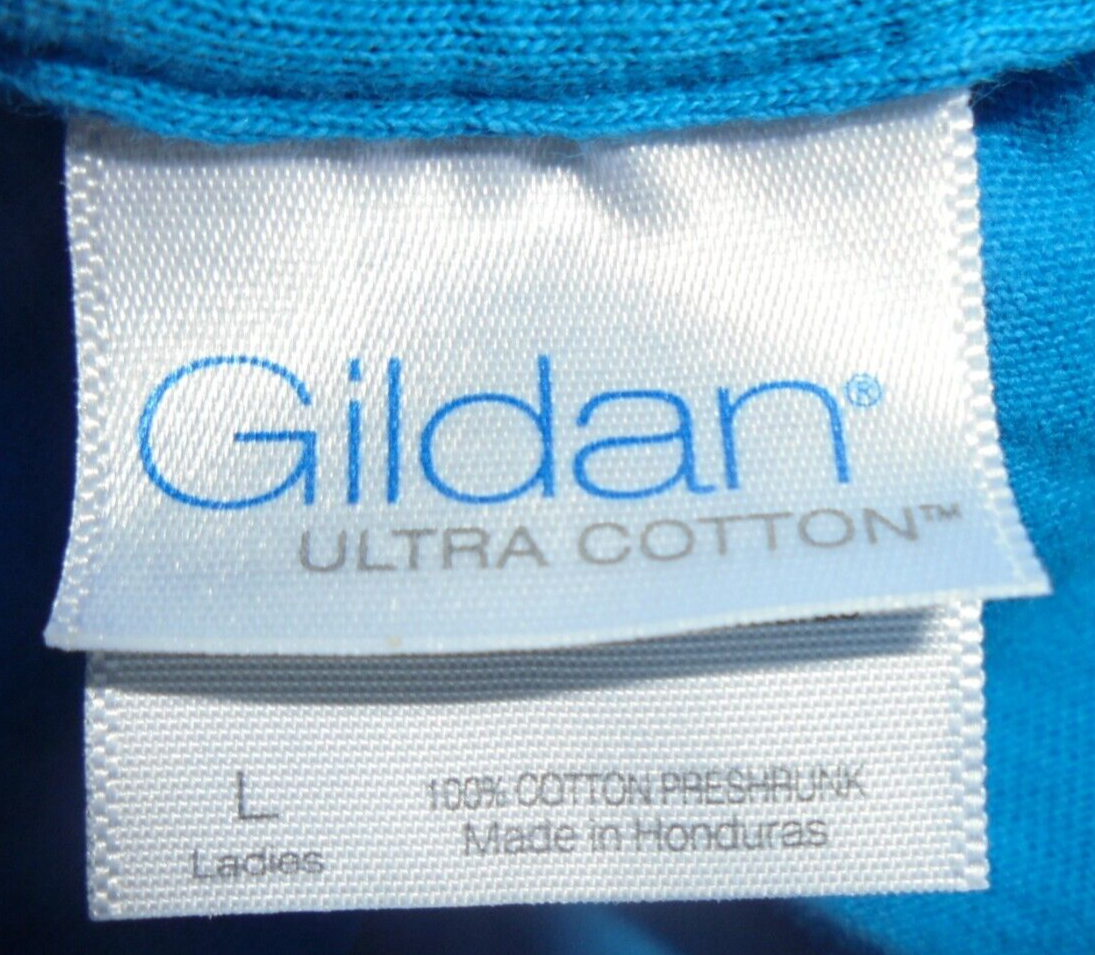 Gildan®
ULTRA COTTON™
L
Ladies
100% COTTON PRESHRUNK
Made in Honduras